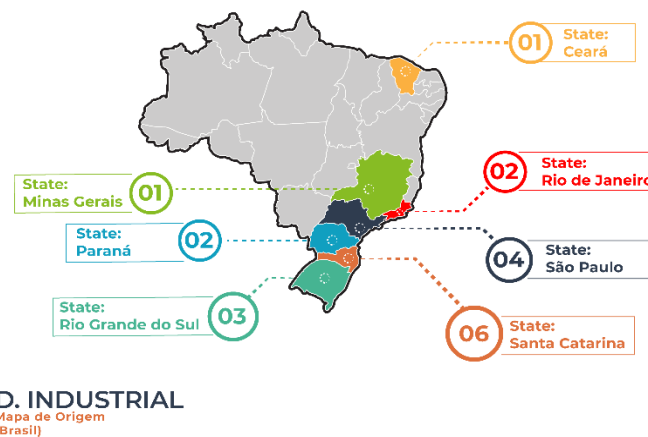 01
State:
Ceará
State:
Minas Gerais
01
02
State:
Rio de Janeiro
State:
Paraná
02
04
State:
São Paulo
State:
Rio Grande do Sul
03
06
State:
Santa Catarina
D. INDUSTRIAL
Mapa de Origem
(Brasil)